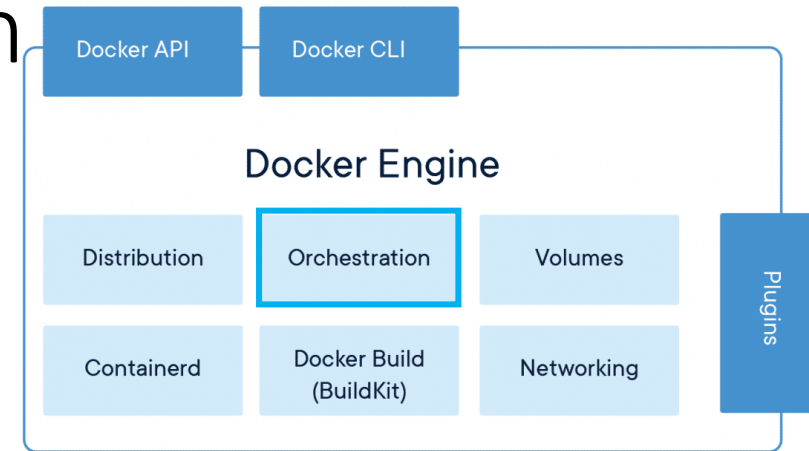 n
Docker API
Docker CLI
Docker Engine
Distribution
Orchestration
Volumes
Plugins
Containerd
Docker Build
(BuildKit)
Networking